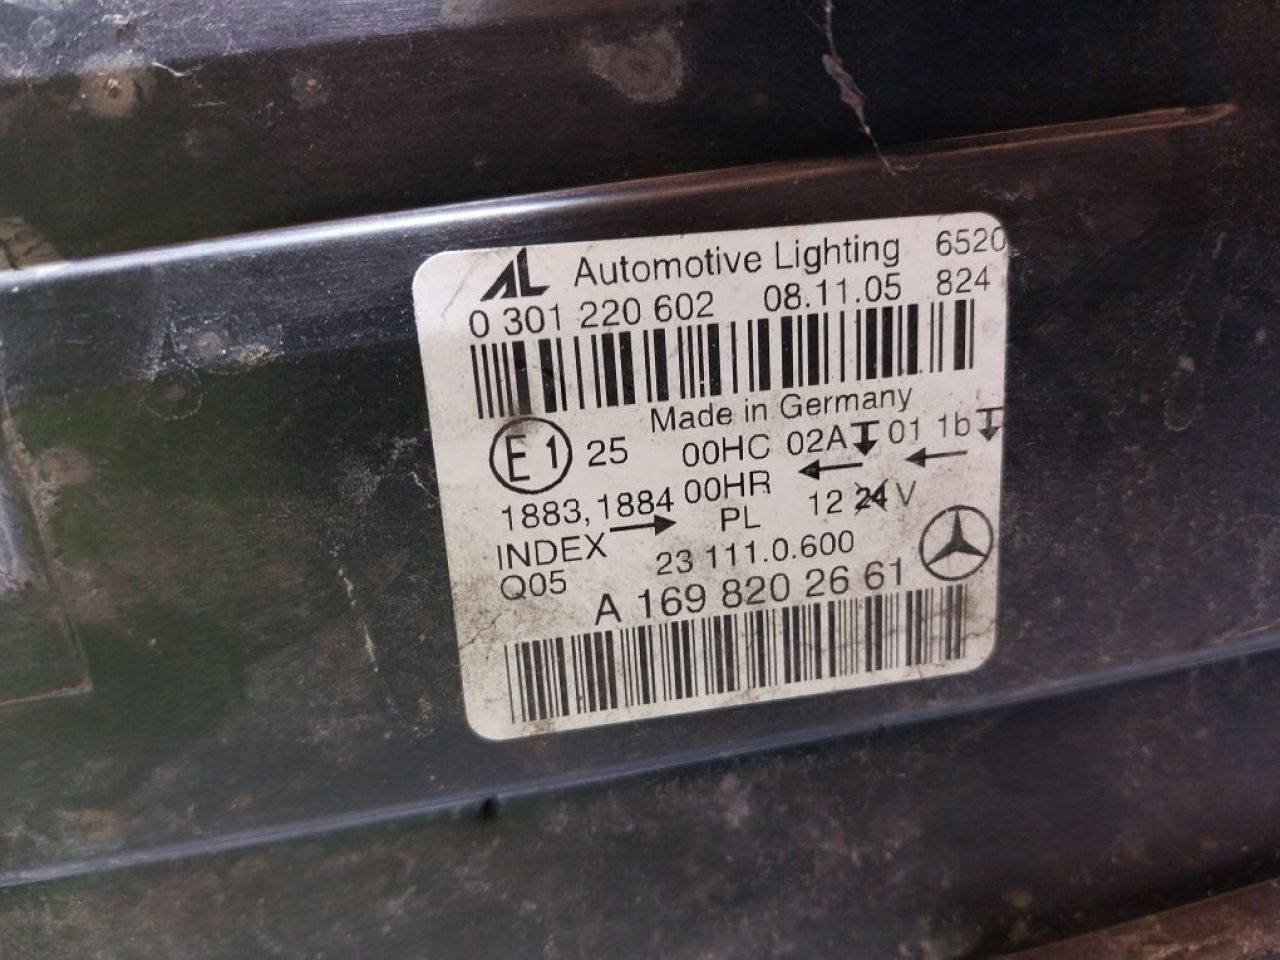 AL Automotive Lighting 6520
0 301 220 602 08.11.05 824
Made in Germany
E1 25 00HC 02A 01 1b
1883, 1884 00HR ←  ←
INDEX → PL 12 24 V
Q05 23 111.0.600
A 169 820 26 61